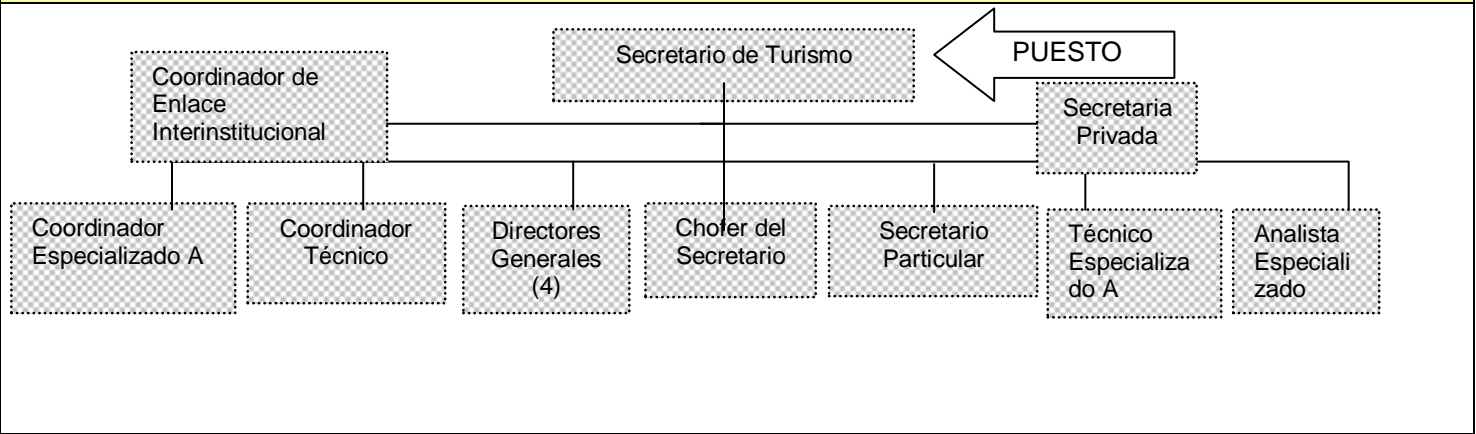 Secretario de Turismo
PUESTO
Coordinador de
Enlace
Interinstitucional
Secretaria
Privada
Coordinador
Especializado A
Coordinador
Técnico
Directores
Generales
(4)
Chofer del
Secretario
Secretario
Particular
Técnico
Especializa
do A
Analista
Especiali
zado